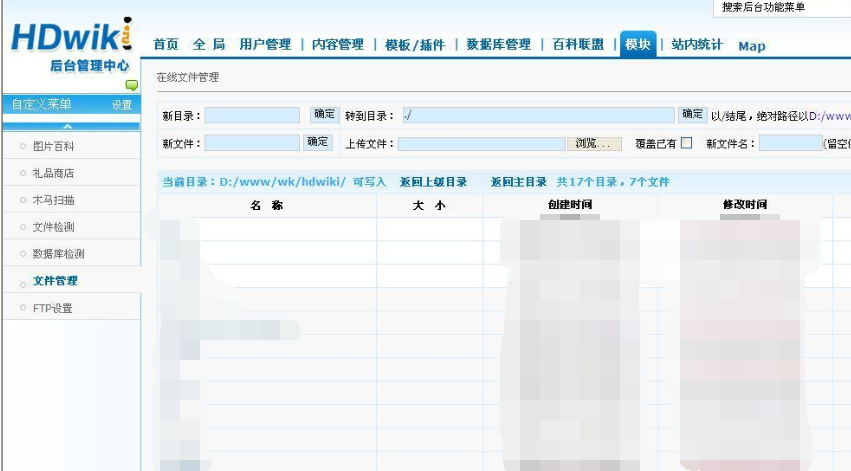 搜索后台功能菜单
HDwiki
后台管理中心
首页 全 局 用户管理 | 内容管理 | 模板/插件 | 数据库管理 | 百科联盟 | 模块 | 站内统计 Map
自定义菜单 设置
图片百科
礼品商店
木马扫描
文件检测
数据库检测
文件管理
FTP设置
在线文件管理
新目录： 确定 转到目录： ./ 确定 以/结尾，绝对路径以D:/www
新文件： 确定 上传文件： 浏览... 覆盖已有 新文件名： (留空
当前目录：D:/www/wk/hdwiki/ 可写入 返回上级目录 返回主目录 共17个目录，7个文件
名 称 大 小 创建时间 修改时间